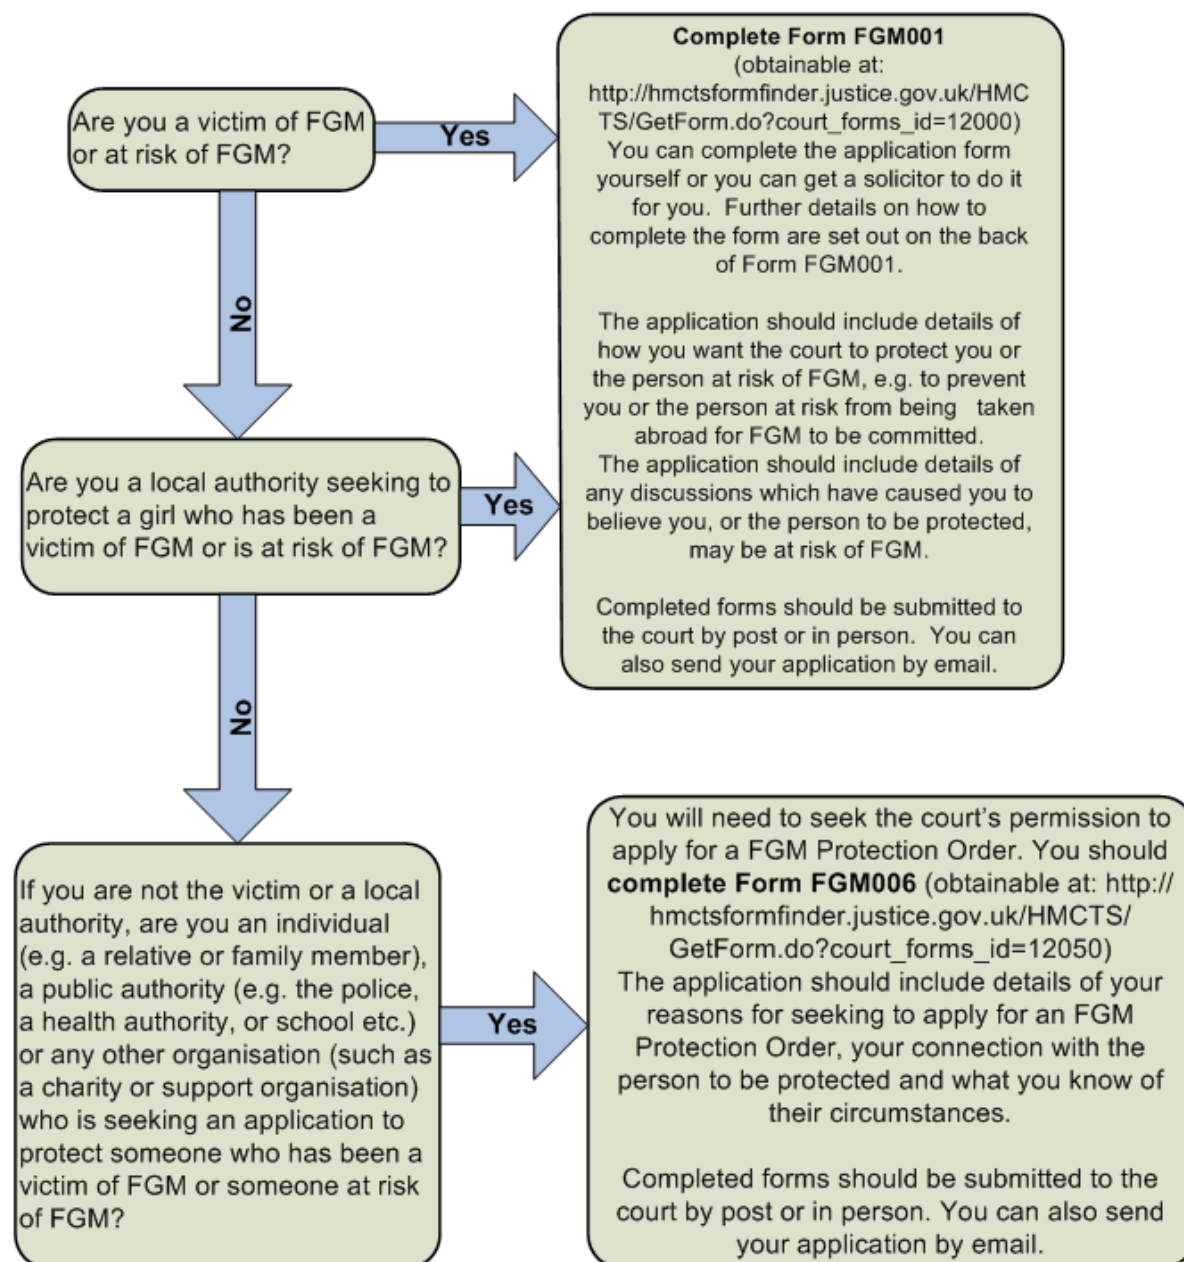 Are you a victim of FGM
or at risk of FGM?
Yes
Complete Form FGM001
(obtainable at:
http://hmctsformfinder.justice.gov.uk/HMC
TS/GetForm.do?court_forms_id=12000)
You can complete the application form
yourself or you can get a solicitor to do it
for you. Further details on how to
complete the form are set out on the back
of Form FGM001.
The application should include details of
how you want the court to protect you or
the person at risk of FGM, e.g. to prevent
you or the person at risk from being taken
abroad for FGM to be committed.
The application should include details of
any discussions which have caused you to
believe you, or the person to be protected,
may be at risk of FGM.
Completed forms should be submitted to
the court by post or in person. You can
also send your application by email.
No
Are you a local authority seeking to
protect a girl who has been a
victim of FGM or is at risk of FGM?
Yes
No
If you are not the victim or a local
authority, are you an individual
(e.g. a relative or family member),
a public authority (e.g. the police,
a health authority, or school etc.)
or any other organisation (such as
a charity or support organisation)
who is seeking an application to
protect someone who has been a
victim of FGM or someone at risk
of FGM?
Yes
You will need to seek the court's permission to
apply for a FGM Protection Order. You should
complete Form FGM006 (obtainable at: http://
hmctsformfinder.justice.gov.uk/HMCTS/
GetForm.do?court_forms_id=12050)
The application should include details of your
reasons for seeking to apply for an FGM
Protection Order, your connection with the
person to be protected and what you know of
their circumstances.
Completed forms should be submitted to the
court by post or in person. You can also send
your application by email.